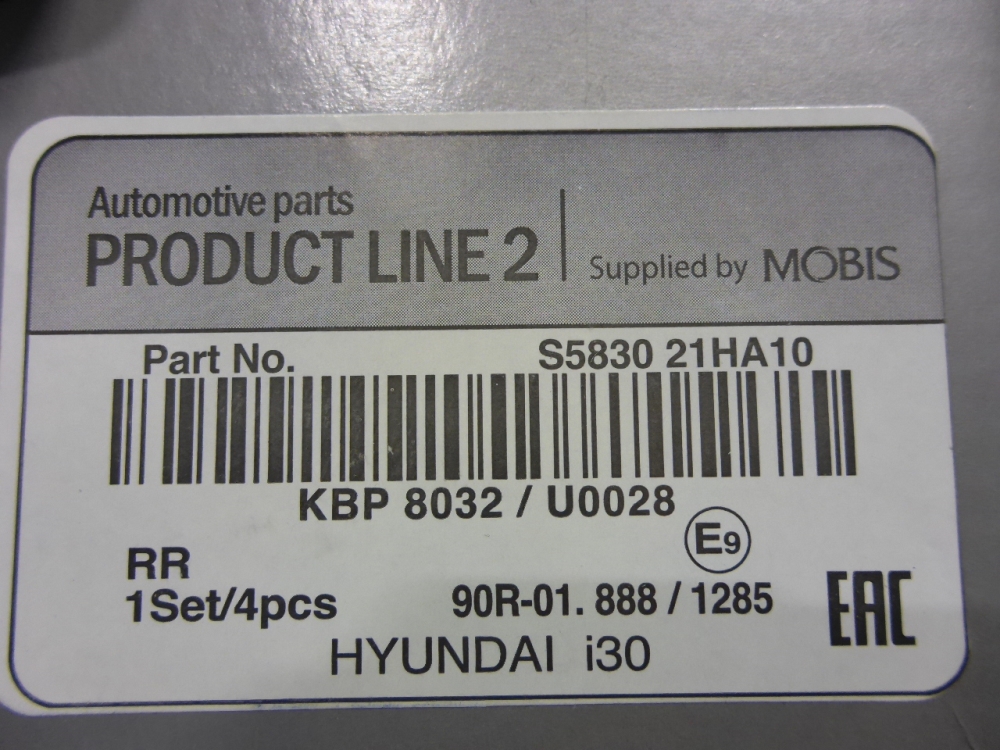 Automotive parts
PRODUCT LINE 2
Supplied by MOBIS
Part No. S5830 21HA10
KBP 8032 / U0028
E9
RR
1Set/4pcs 90R-01. 888 / 1285
EAC
HYUNDAI i30